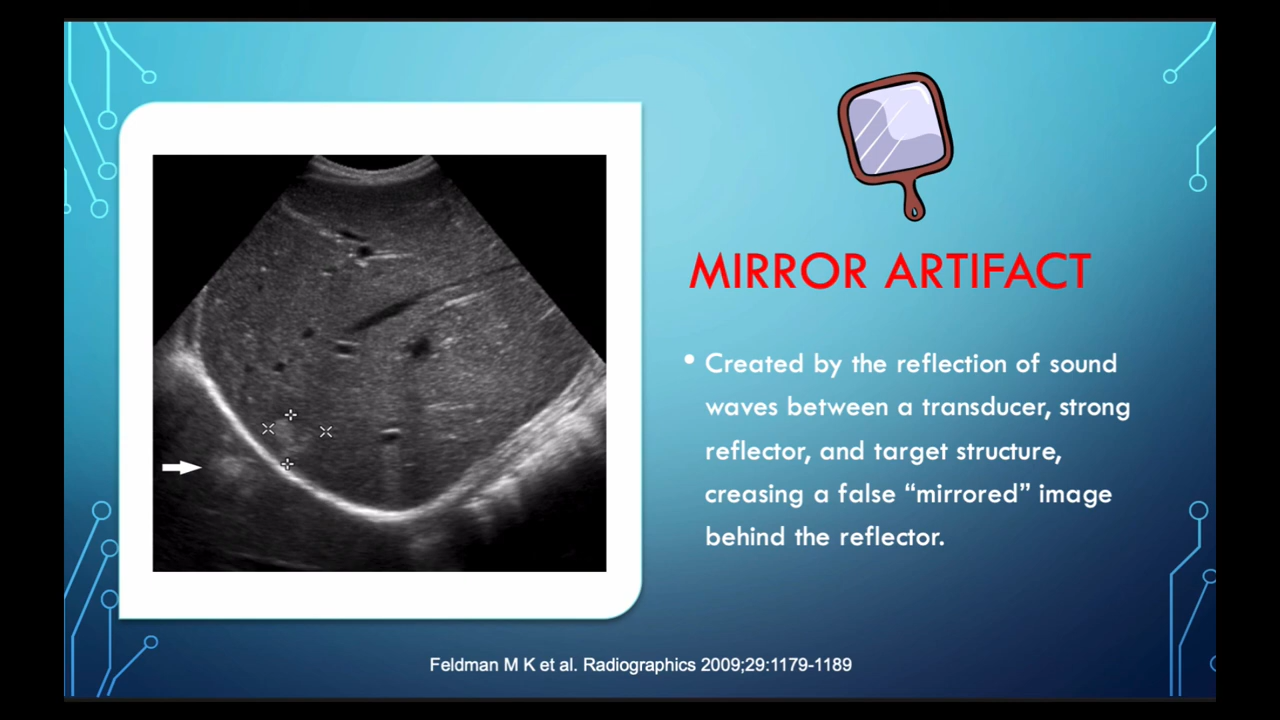 MIRROR ARTIFACT
• Created by the reflection of sound
waves between a transducer, strong
reflector, and target structure,
creasing a false “mirrored” image
behind the reflector.
Feldman M K et al. Radiographics 2009;29:1179-1189